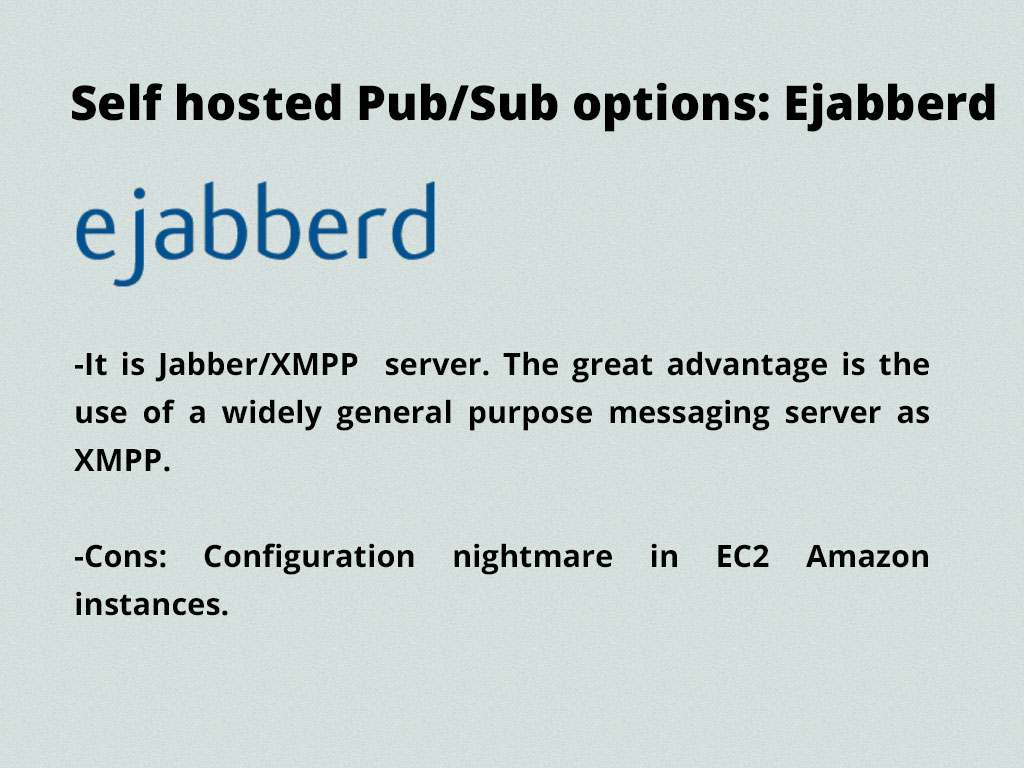 Self hosted Pub/Sub options: Ejabberd
ejabberd
-It is Jabber/XMPP  server. The great advantage is the
use of a widely general purpose messaging server as
XMPP.
-Cons: Configuration nightmare in EC2 Amazon
instances.